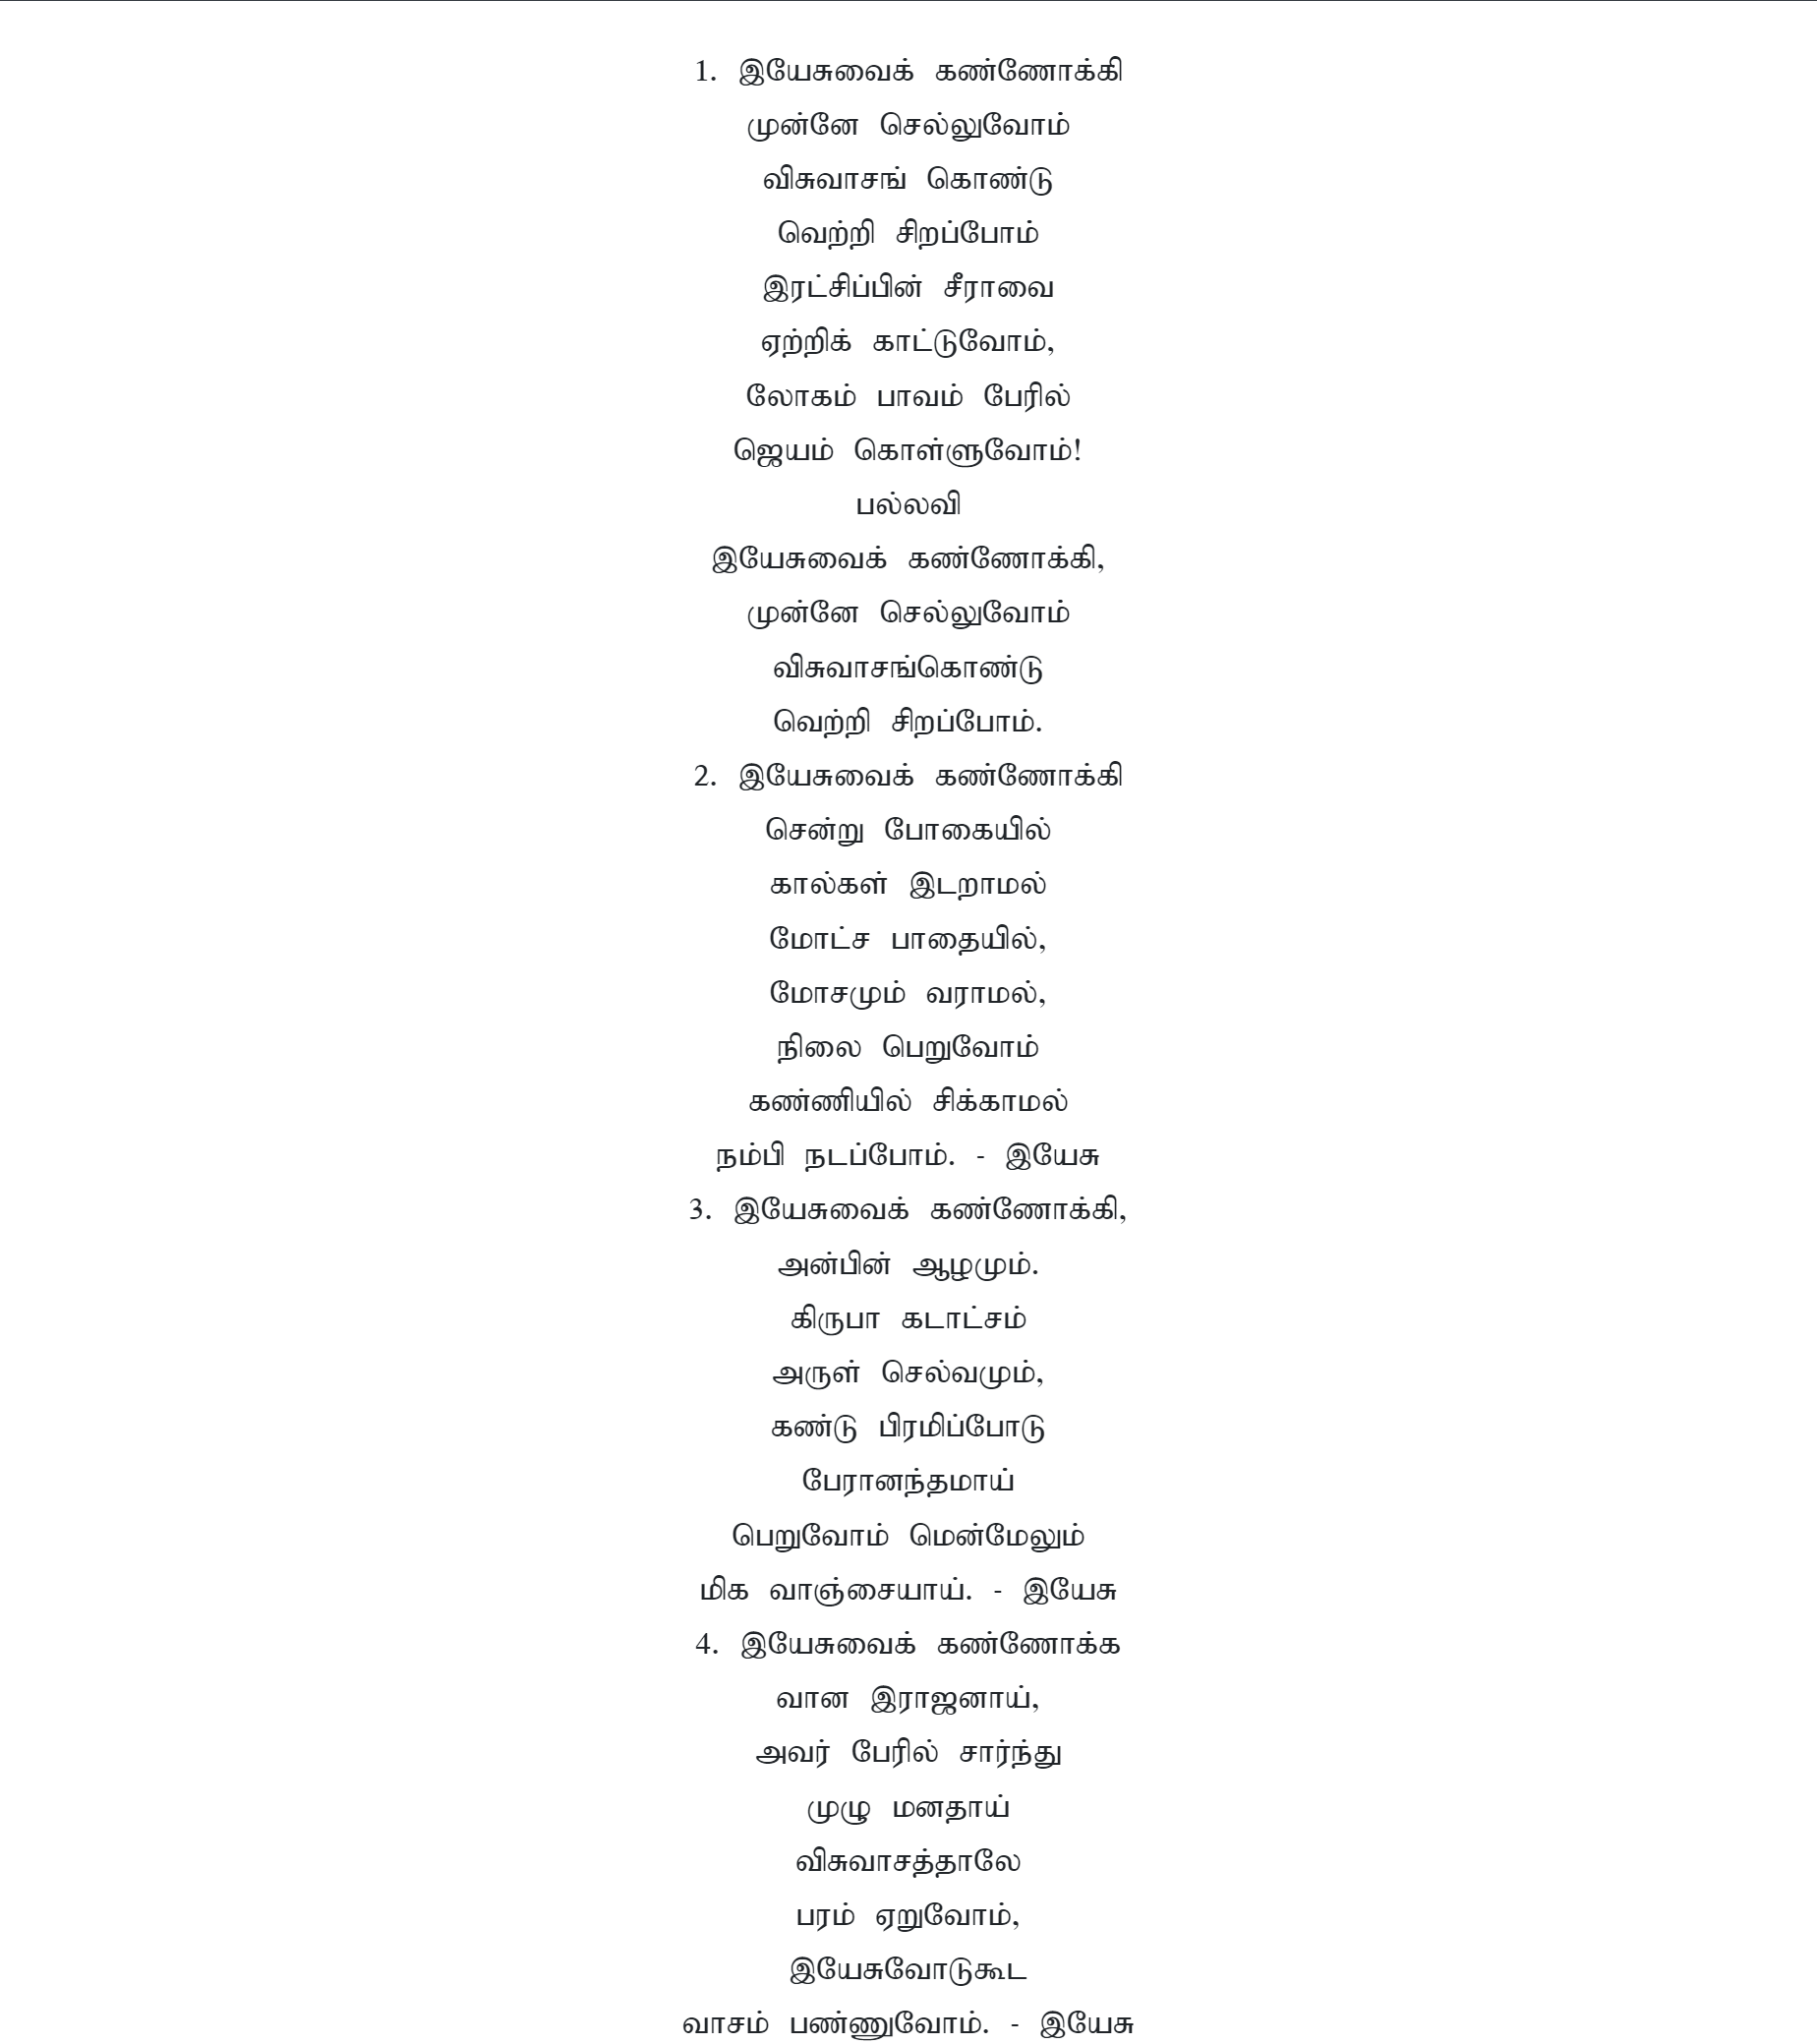 1. இயேசுவைக் கண்ணோக்கி
முன்னே செல்லுவோம்
விசுவாசங் கொண்டு
வெற்றி சிறப்போம்
இரட்சிப்பின் சீராவை
ஏற்றிக் காட்டுவோம்,
லோகம் பாவம் பேரில்
ஜெயம் கொள்ளுவோம்!
பல்லவி
இயேசுவைக் கண்ணோக்கி,
முன்னே செல்லுவோம்
விசுவாசங்கொண்டு
வெற்றி சிறப்போம்.
2. இயேசுவைக் கண்ணோக்கி
சென்று போகையில்
கால்கள் இடறாமல்
மோட்ச பாதையில்,
மோசமும் வராமல்,
நிலை பெறுவோம்
கண்ணியில் சிக்காமல்
நம்பி நடப்போம். - இயேசு
3. இயேசுவைக் கண்ணோக்கி,
அன்பின் ஆழமும்.
கிருபா கடாட்சம்
அருள் செல்வமும்,
கண்டு பிரமிப்போடு
பேரானந்தமாய்
பெறுவோம் மென்மேலும்
மிக வாஞ்சையாய். - இயேசு
4. இயேசுவைக் கண்ணோக்க
வான இராஜனாய்,
அவர் பேரில் சார்ந்து
முழு மனதாய்
விசுவாசத்தாலே
பரம் ஏறுவோம்,
இயேசுவோடுகூட
வாசம் பண்ணுவோம். - இயேசு